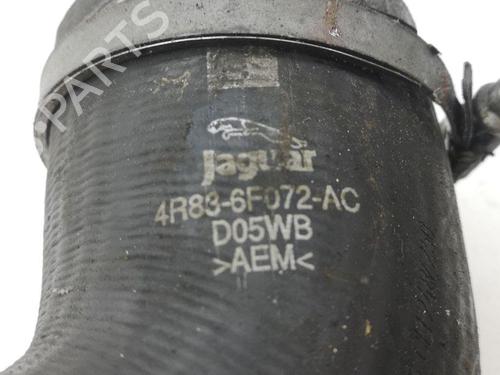 B-PARTS
Jaguar
4R83-6F072-AC
D05WB
>AEM<